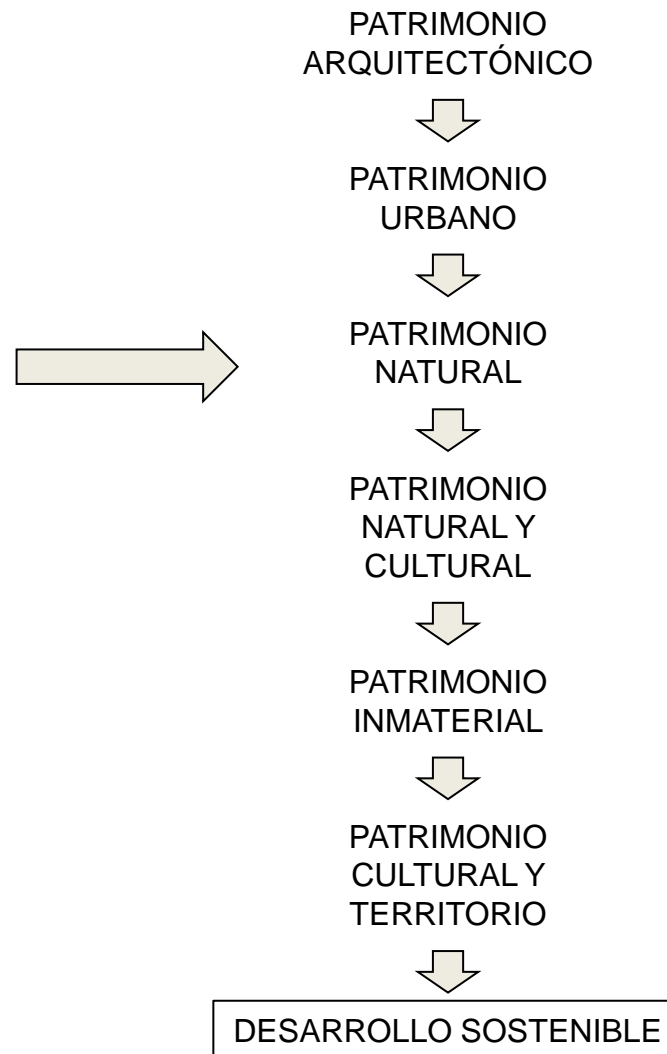 PATRIMONIO
ARQUITECTÓNICO
PATRIMONIO
URBANO
PATRIMONIO
NATURAL
PATRIMONIO
NATURAL Y
CULTURAL
PATRIMONIO
INMATERIAL
PATRIMONIO
CULTURAL Y
TERRITORIO
DESARROLLO SOSTENIBLE